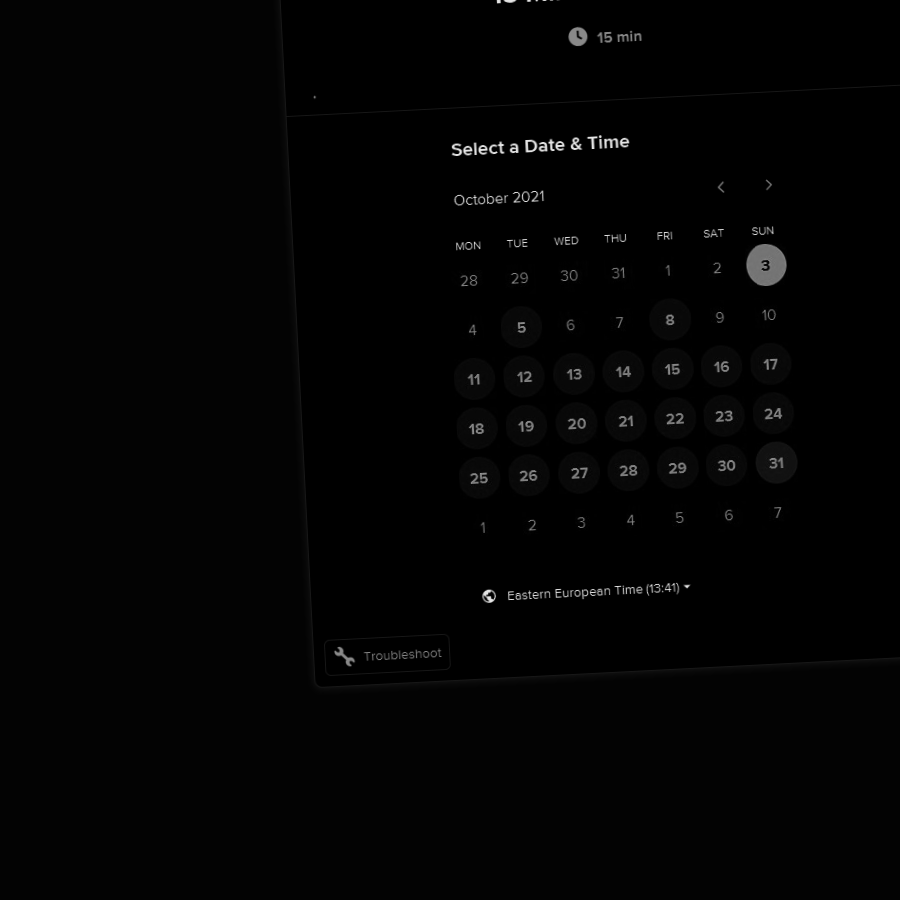 15 min
Select a Date & Time
October 2021
MON TUE WED THU FRI SAT SUN
28 29 30 31 1 2 3
4 5 6 7 8 9 10
11 12 13 14 15 16 17
18 19 20 21 22 23 24
25 26 27 28 29 30 31
1 2 3 4 5 6 7
Eastern European Time (13:41)
Troubleshoot